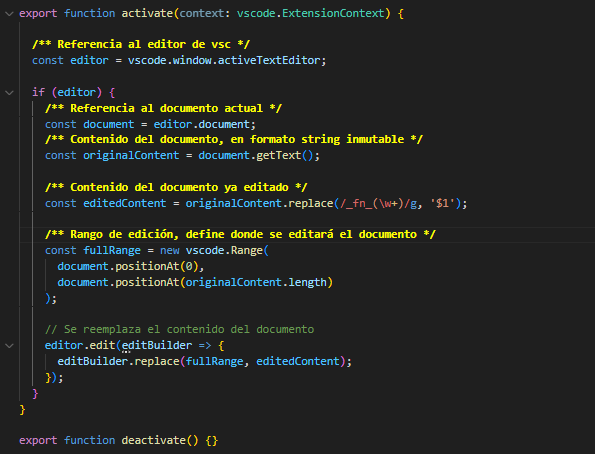 export function activate(context: vscode.ExtensionContext) {
/** Referencia al editor de vsc */
const editor = vscode.window.activeTextEditor;
if (editor) {
/** Referencia al documento actual */
const document = editor.document;
/** Contenido del documento, en formato string inmutable */
const originalContent = document.getText();
/** Contenido del documento ya editado */
const editedContent = originalContent.replace(/_fn_(\w+)/g, '$1');
/** Rango de edición, define donde se editará el documento */
const fullRange = new vscode.Range(
document.positionAt(0),
document.positionAt(originalContent.length)
);
// Se reemplaza el contenido del documento
editor.edit(editBuilder => {
editBuilder.replace(fullRange, editedContent);
});
}
}
export function deactivate() {}